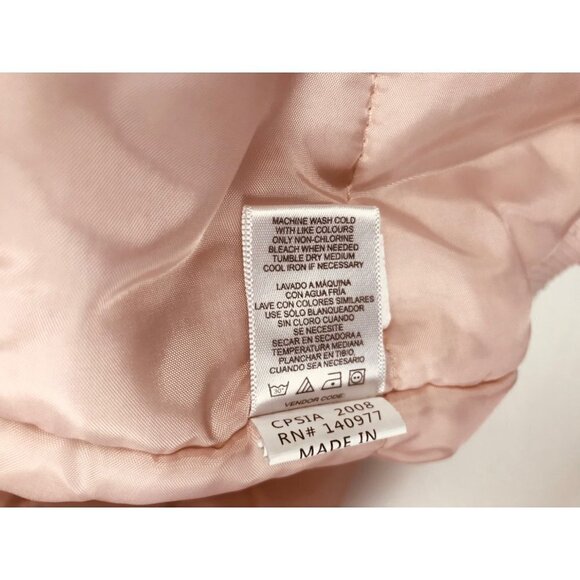 MACHINE WASH COLD
WITH LIKE COLOURS
ONLY NON-CHLORINE
BLEACH WHEN NEEDED
TUMBLE DRY MEDIUM
COOL IRON IF NECESSARY
LAVADO A MÁQUINA
CON AGUA FRÍA
LAVE CON COLORES SIMILARES
USE SÓLO BLANQUEADOR
SIN CLORO CUANDO
SE NECESITE
SECAR EN SECADORA A
TEMPERATURA MEDIANA
PLANCHAR EN TIBIO,
CUANDO SEA NECESARIO
30°
VENDOR CODE:
CPSIA 2008
RN# 140977
MADE IN